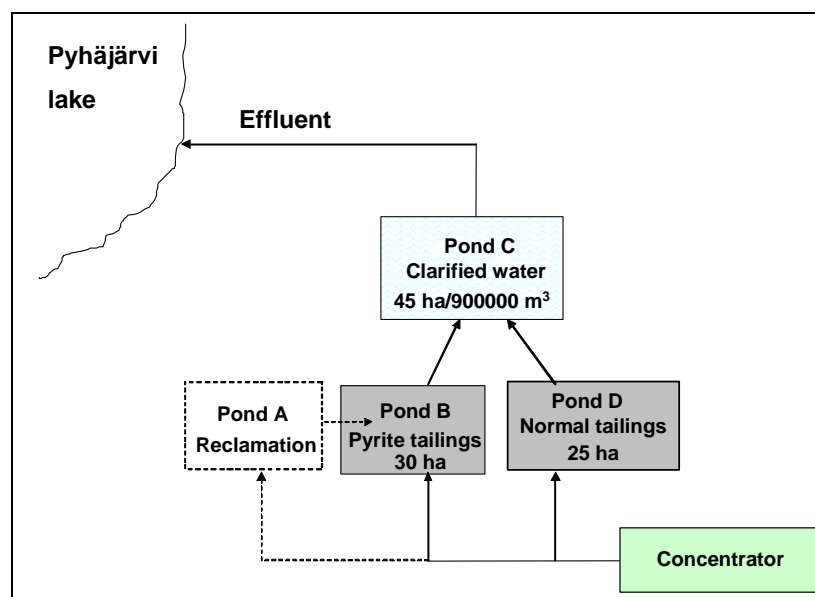 Pyhäjärvi
lake
Effluent
Pond C
Clarified water
45 ha/900000 m³
Pond A
Reclamation
Pond B
Pyrite tailings
30 ha
Pond D
Normal tailings
25 ha
Concentrator